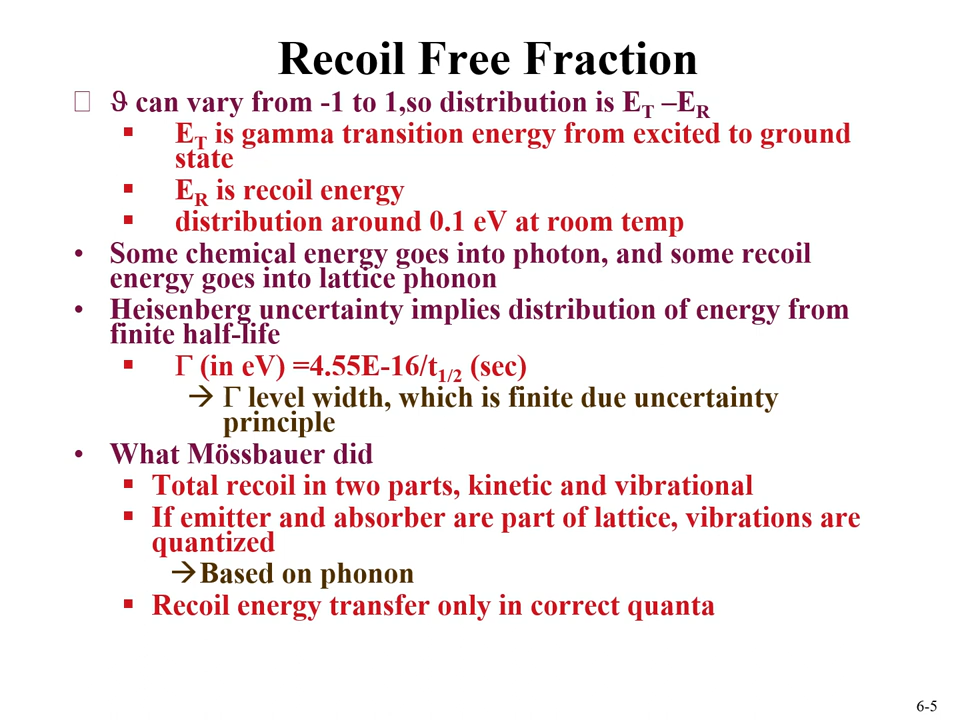 Recoil Free Fraction
□ ϑ can vary from -1 to 1,so distribution is E_T –E_R
▪ E_T is gamma transition energy from excited to ground
state
▪ E_R is recoil energy
▪ distribution around 0.1 eV at room temp
• Some chemical energy goes into photon, and some recoil
energy goes into lattice phonon
• Heisenberg uncertainty implies distribution of energy from
finite half-life
▪ Γ (in eV) =4.55E-16/t_1/2 (sec)
→ Γ level width, which is finite due uncertainty
principle
• What Mössbauer did
▪ Total recoil in two parts, kinetic and vibrational
▪ If emitter and absorber are part of lattice, vibrations are
quantized
→Based on phonon
▪ Recoil energy transfer only in correct quanta
6-5